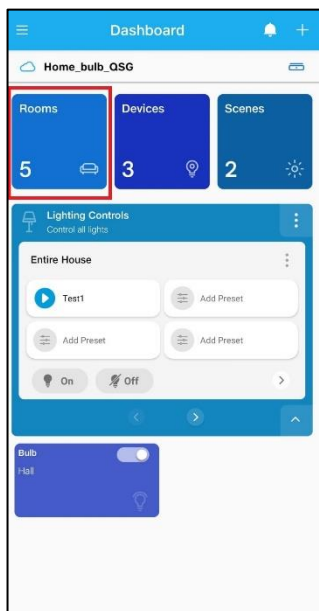 Dashboard
Home_bulb_QSG
Rooms Devices Scenes
5 3 2
Lighting Controls
Control all lights
Entire House
Test1 Add Preset
Add Preset Add Preset
On Off
Bulb
Hall